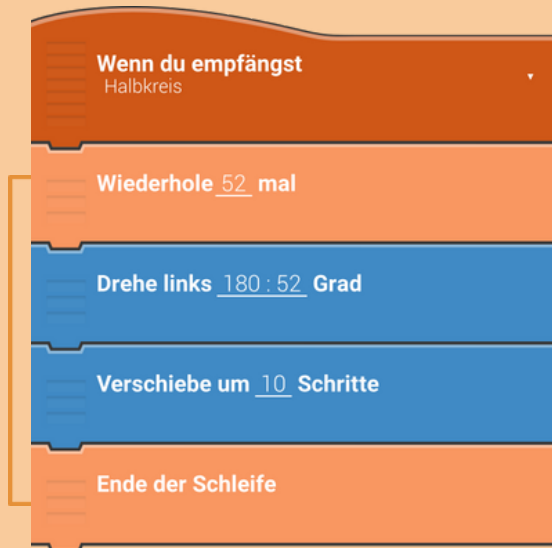 Wenn du empfängst
Halbkreis
Wiederhole 52 mal
Drehe links 180 : 52 Grad
Verschiebe um 10 Schritte
Ende der Schleife